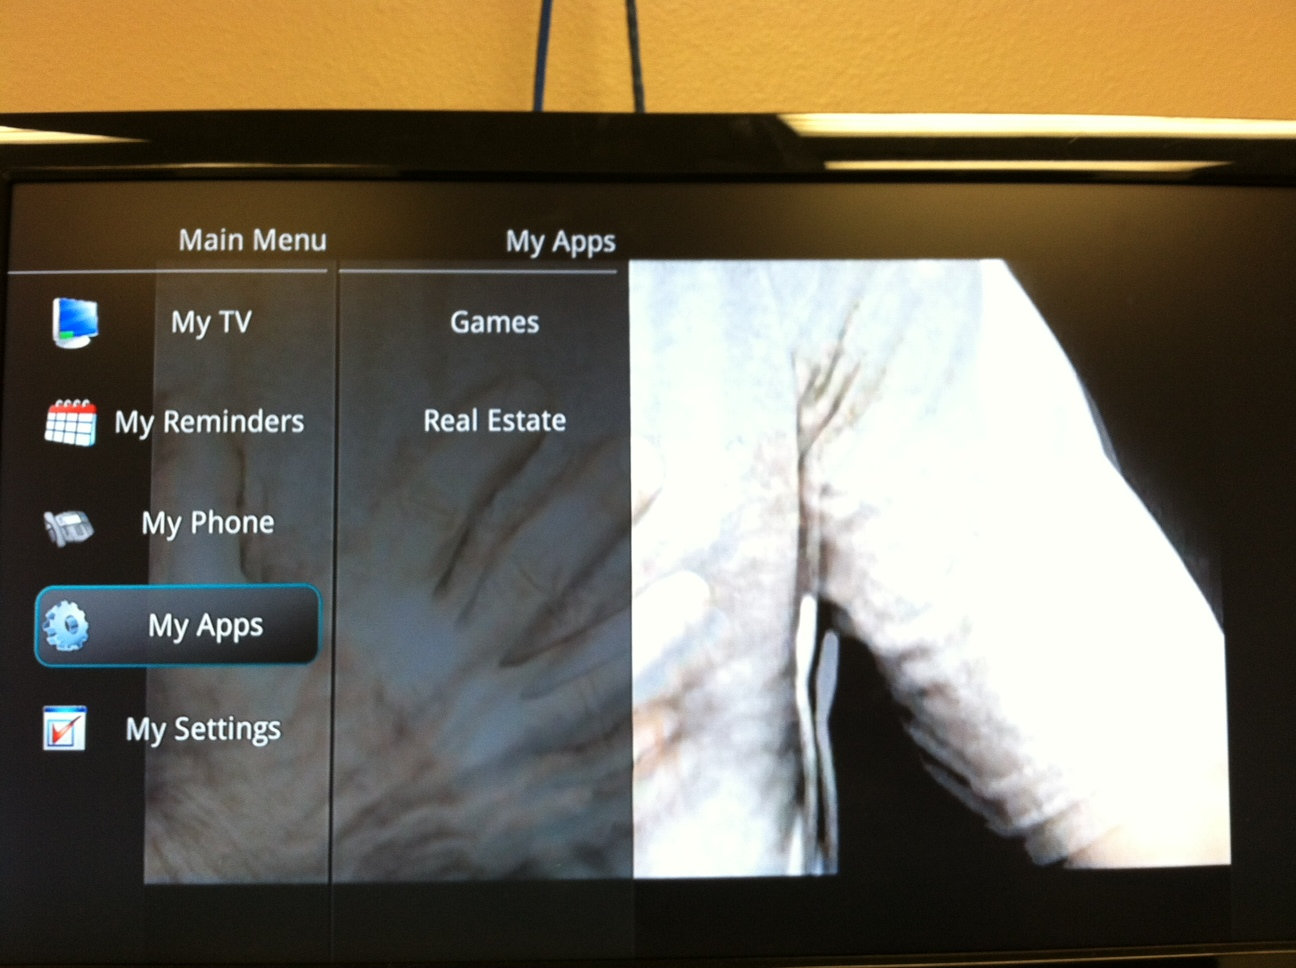 Main Menu
My Apps
My TV
Games
My Reminders
Real Estate
My Phone
My Apps
My Settings